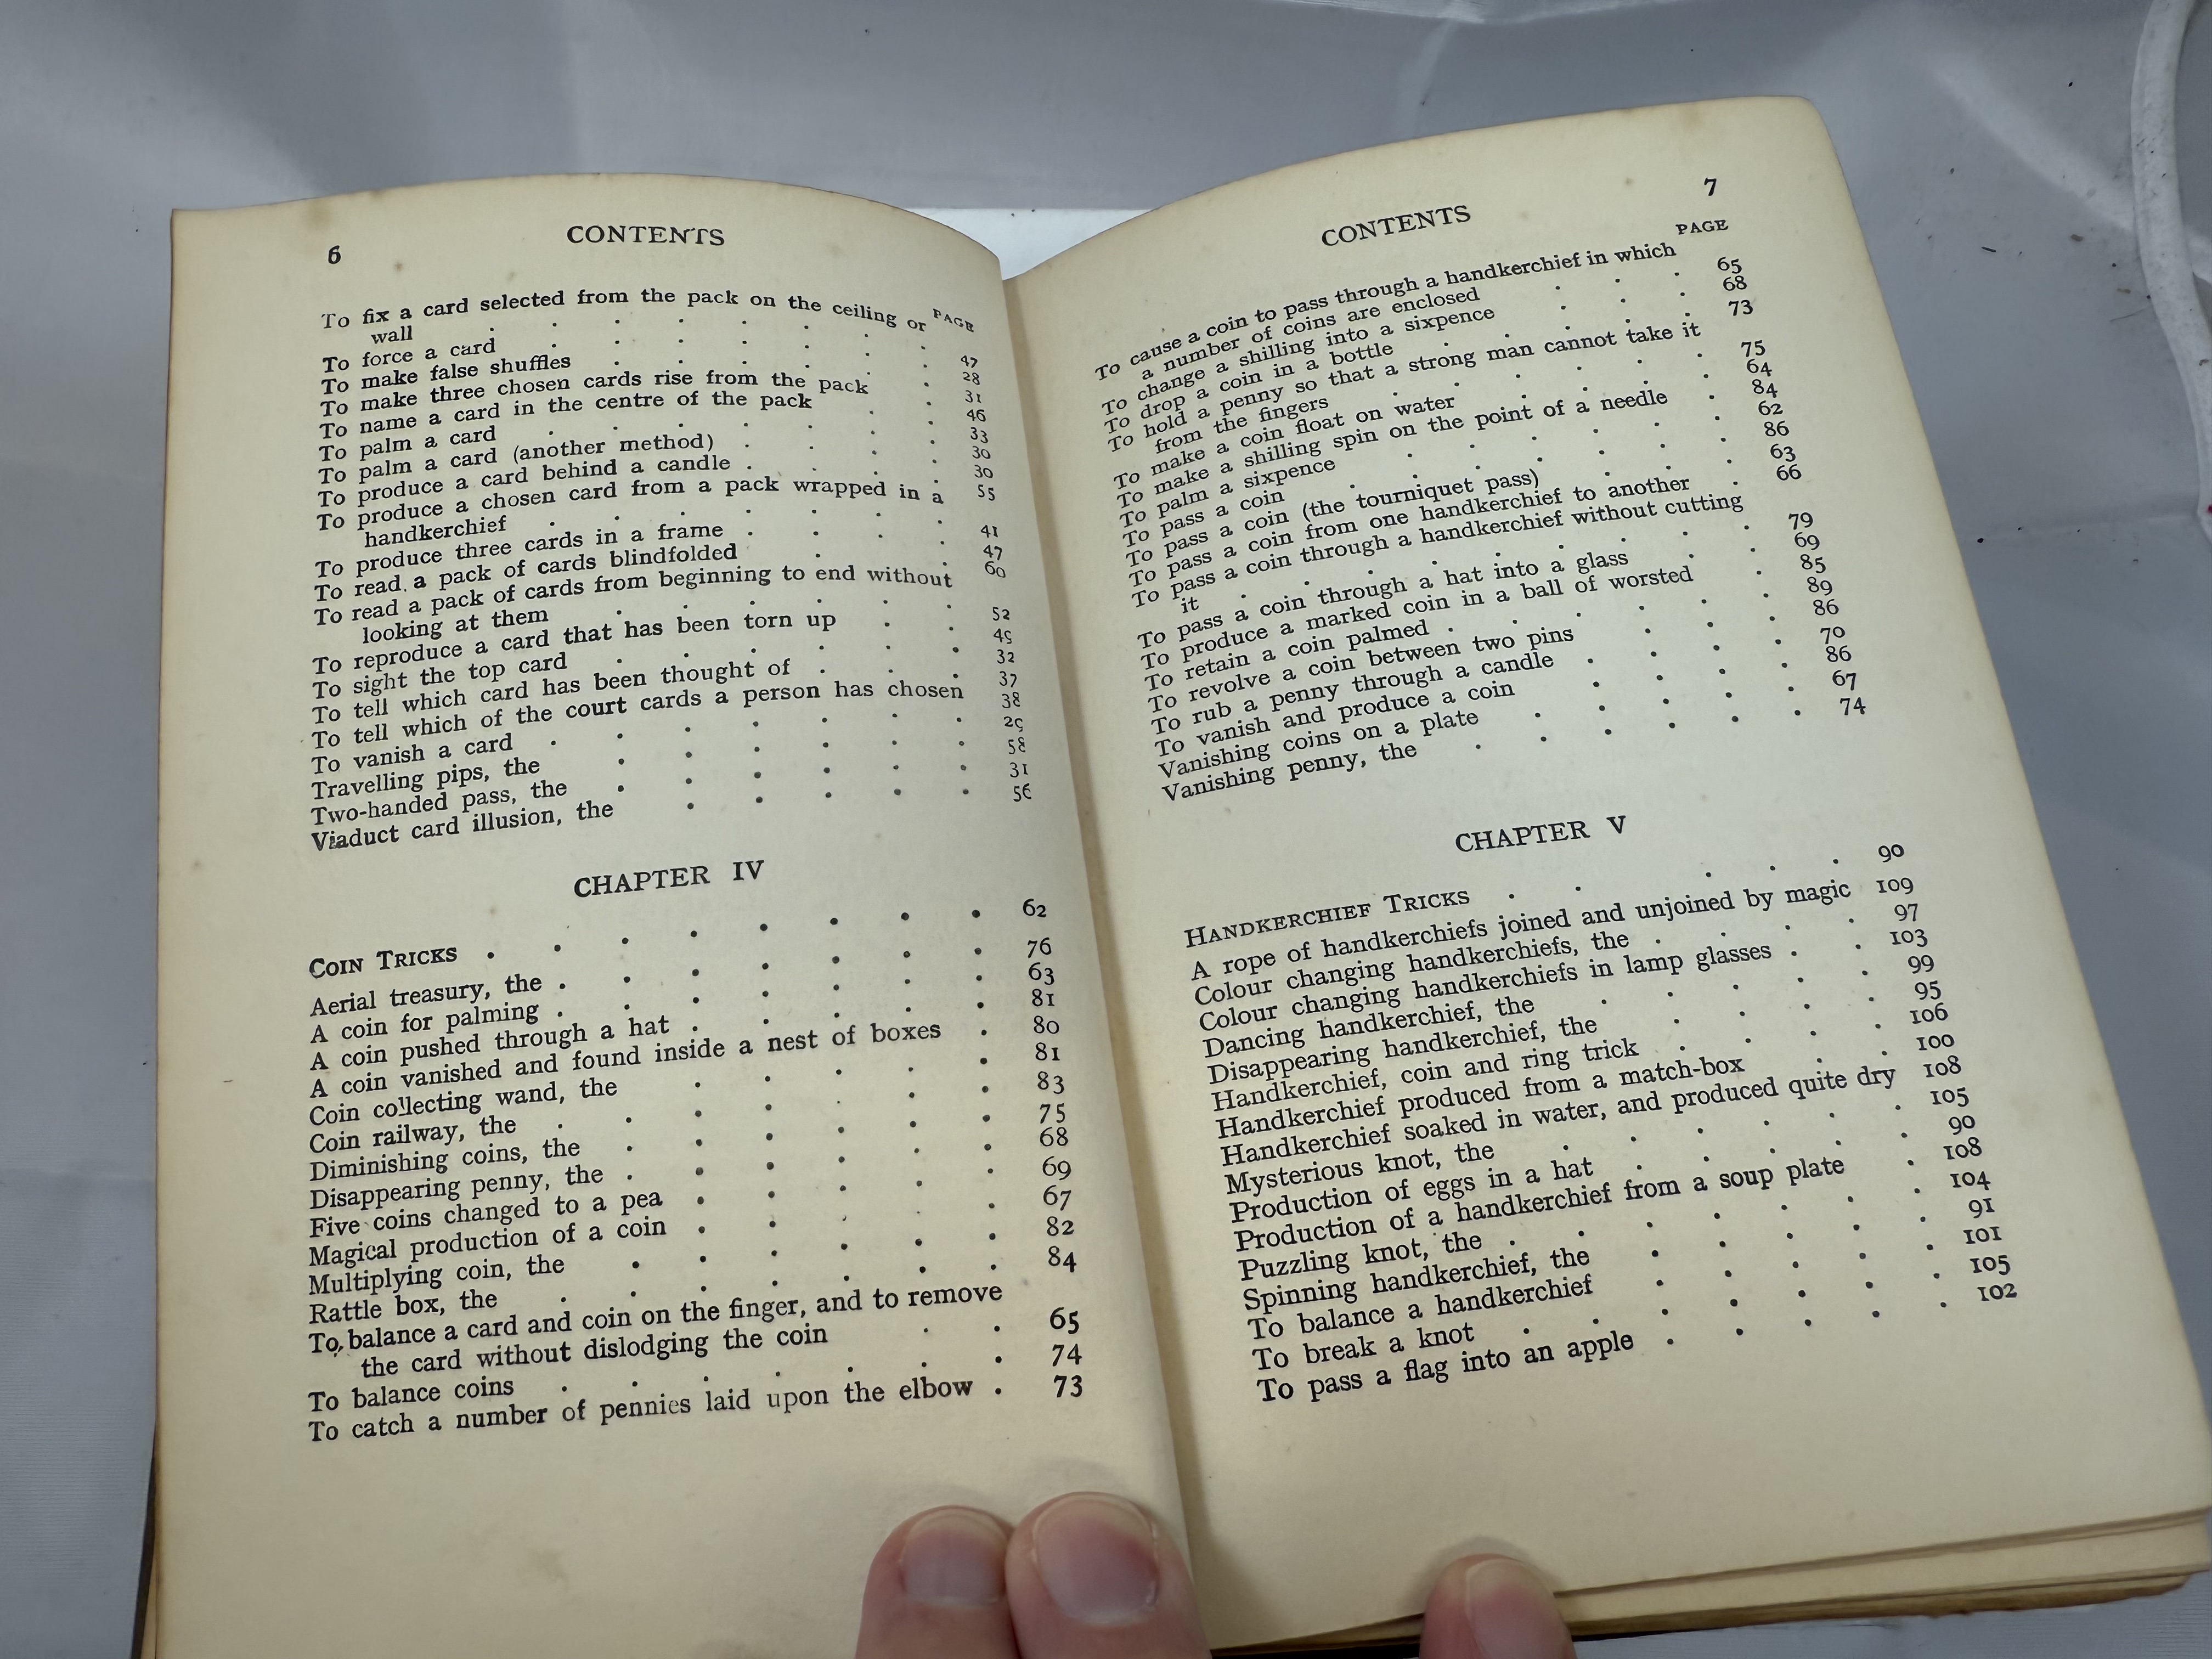 6
CONTENTS
PAGE
To fix a card selected from the pack on the ceiling or
wall . . . . . . . 47
To force a card . . . . . . 28
To make false shuffles . . . . . 31
To make three chosen cards rise from the pack . 46
To name a card in the centre of the pack . . 33
To palm a card . . . . . . 30
To palm a card (another method) . . . . 30
To produce a card behind a candle . . . . 55
To produce a chosen card from a pack wrapped in a
handkerchief . . . . . . 41
To produce three cards in a frame . . . . 47
To read a pack of cards blindfolded . . . 60
To read a pack of cards from beginning to end without
looking at them . . . . . 52
To reproduce a card that has been torn up . . 49
To sight the top card . . . . . 32
To tell which card has been thought of . . . 37
To tell which of the court cards a person has chosen 38
To vanish a card . . . . . . 29
Travelling pips, the . . . . . 58
Two-handed pass, the . . . . . 31
Viaduct card illusion, the . . . . . 56
CHAPTER IV
COIN TRICKS . . . . . . . . 62
Aerial treasury, the . . . . . . 76
A coin for palming . . . . . . 63
A coin pushed through a hat . . . . . 81
A coin vanished and found inside a nest of boxes . 80
Coin collecting wand, the . . . . . 81
Coin railway, the . . . . . . 83
Diminishing coins, the . . . . . 75
Disappearing penny, the . . . . . . 68
Five coins changed to a pea . . . . . 69
Magical production of a coin . . . . . 67
Multiplying coin, the . . . . . . 82
Rattle box, the . . . . . . 84
To balance a card and coin on the finger, and to remove
the card without dislodging the coin . . 65
To balance coins . . . . . . 74
To catch a number of pennies laid upon the elbow . 73
CONTENTS
7
PAGE
To cause a coin to pass through a handkerchief in which
a number of coins are enclosed . . . 65
To change a shilling into a sixpence . . . 68
To drop a coin in a bottle . . . . . 73
To hold a penny so that a strong man cannot take it
from the fingers . . . . . . 75
To make a coin float on water . . . . . 64
To make a shilling spin on the point of a needle . 84
To palm a sixpence . . . . . . 62
To pass a coin . . . . . . . 86
To pass a coin (the tourniquet pass) . . . 63
To pass a coin from one handkerchief to another . 66
To pass a coin through a handkerchief without cutting
it . . . . . . . . 79
To pass a coin through a hat into a glass . . 69
To produce a marked coin in a ball of worsted . 85
To retain a coin palmed . . . . . . 89
To revolve a coin between two pins . . . 86
To rub a penny through a candle . . . . 70
To vanish and produce a coin . . . . 86
Vanishing coins on a plate . . . . . 67
Vanishing penny, the . . . . . . 74
CHAPTER V
HANDKERCHIEF TRICKS . . . . . 90
A rope of handkerchiefs joined and unjoined by magic 109
Colour changing handkerchiefs, the . . . . 97
Colour changing handkerchiefs in lamp glasses . . 103
Dancing handkerchief, the . . . . . 99
Disappearing handkerchief, the . . . . 95
Handkerchief, coin and ring trick . . . . 106
Handkerchief produced from a match-box . . 100
Handkerchief soaked in water, and produced quite dry 108
Mysterious knot, the . . . . . . 105
Production of eggs in a hat . . . . . 90
Production of a handkerchief from a soup plate . 108
Puzzling knot, the . . . . . . . 104
Spinning handkerchief, the . . . . . 91
To balance a handkerchief . . . . . 101
To break a knot . . . . . . . 105
To pass a flag into an apple . . . . . 102